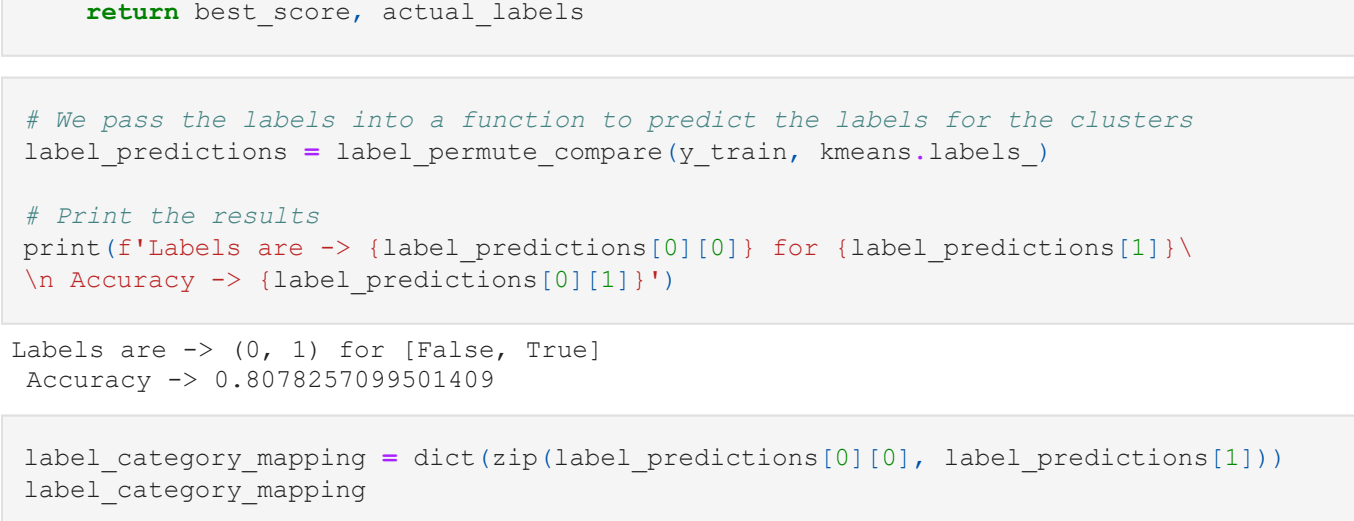 return best_score, actual_labels
# We pass the labels into a function to predict the labels for the clusters
label_predictions = label_permute_compare(y_train, kmeans.labels_)
# Print the results
print(f'Labels are -> {label_predictions[0][0]} for {label_predictions[1]}\
\n Accuracy -> {label_predictions[0][1]}')
Labels are -> (0, 1) for [False, True]
Accuracy -> 0.8078257099501409
label_category_mapping = dict(zip(label_predictions[0][0], label_predictions[1]))
label_category_mapping